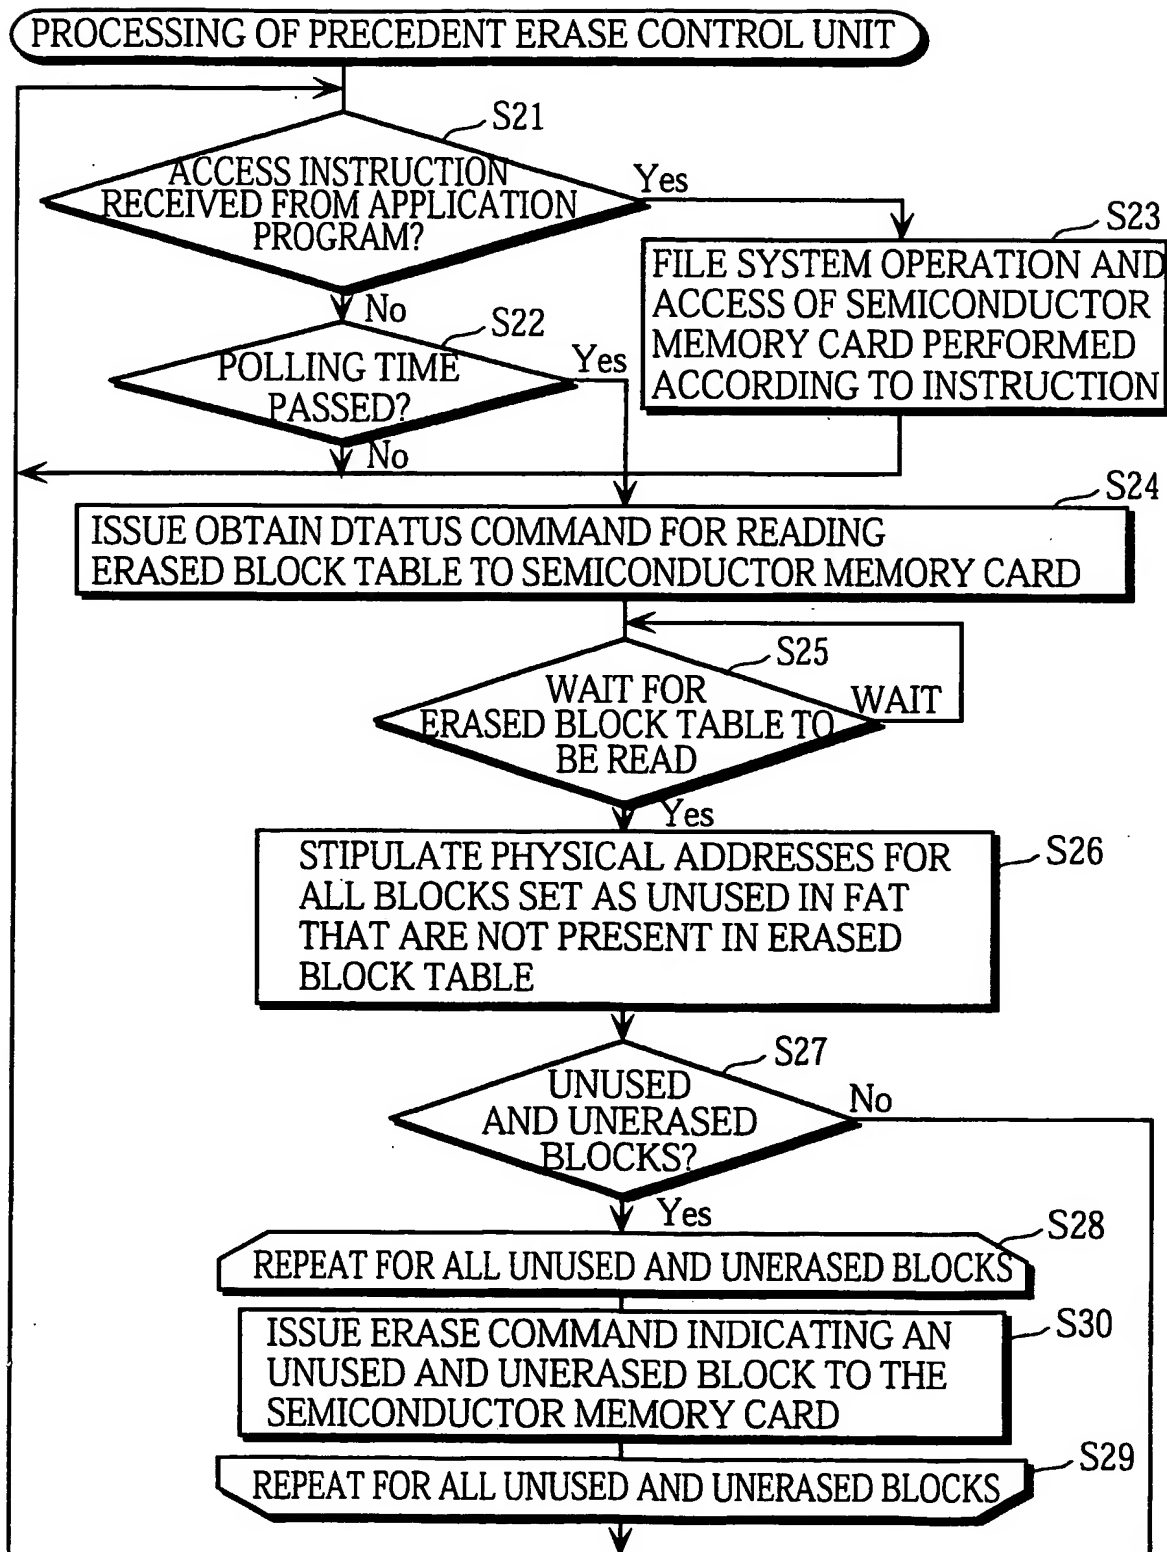 PROCESSING OF PRECEDENT ERASE CONTROL UNIT
S21
ACCESS INSTRUCTION
RECEIVED FROM APPLICATION
PROGRAM?
Yes
No
S23
FILE SYSTEM OPERATION AND
ACCESS OF SEMICONDUCTOR
MEMORY CARD PERFORMED
ACCORDING TO INSTRUCTION
S22
POLLING TIME
PASSED?
Yes
No
S24
ISSUE OBTAIN DTATUS COMMAND FOR READING
ERASED BLOCK TABLE TO SEMICONDUCTOR MEMORY CARD
S25
WAIT FOR
ERASED BLOCK TABLE TO
BE READ
WAIT
Yes
S26
STIPULATE PHYSICAL ADDRESSES FOR
ALL BLOCKS SET AS UNUSED IN FAT
THAT ARE NOT PRESENT IN ERASED
BLOCK TABLE
S27
UNUSED
AND UNERASED
BLOCKS?
No
Yes
S28
REPEAT FOR ALL UNUSED AND UNERASED BLOCKS
S30
ISSUE ERASE COMMAND INDICATING AN
UNUSED AND UNERASED BLOCK TO THE
SEMICONDUCTOR MEMORY CARD
S29
REPEAT FOR ALL UNUSED AND UNERASED BLOCKS